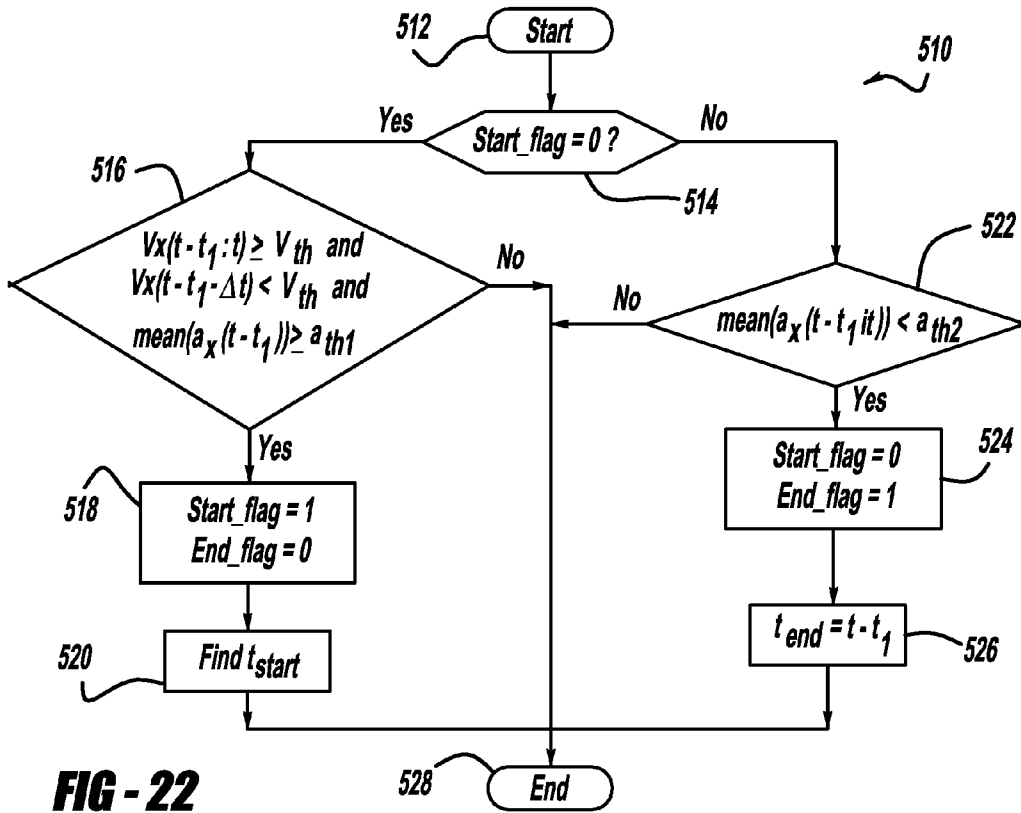 512
Start
510
Yes
Start_flag = 0 ?
No
514
516
Vx(t - t1 : t) ≥ Vth and
Vx(t - t1 - Δt) < Vth and
mean(ax (t - t1)) ≥ ath1
No
522
No
mean(ax (t - t1 it)) < ath2
Yes
Yes
518
Start_flag = 1
End_flag = 0
Start_flag = 0
End_flag = 1
524
520
Find tstart
tend = t - t1
526
528
End
FIG - 22